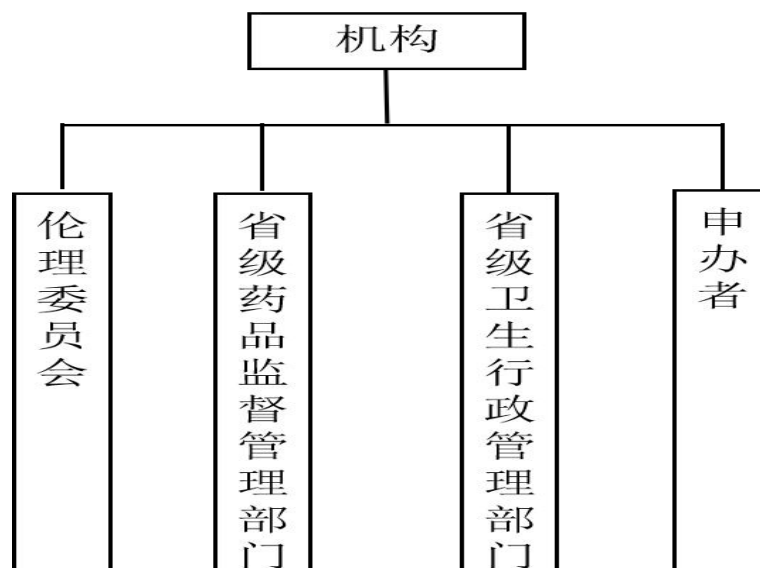 机构
伦理委员会
省级药品监督管理部门
省级卫生行政管理部门
申办者